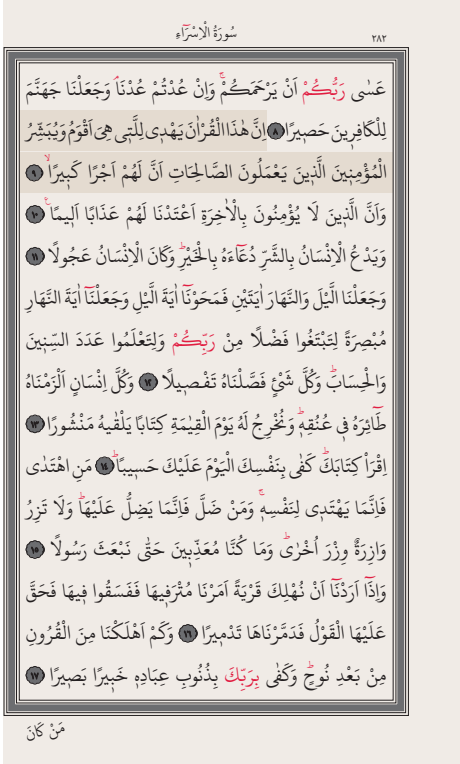 سُورَةُ الْاِسْرَٓاءِ ٢٨٢
عَسٰى رَبُّكُمْ اَنْ يَرْحَمَكُمْۚ وَاِنْ عُدْتُمْ عُدْنَاۢ وَجَعَلْنَا جَهَنَّمَ
لِلْكَافِر۪ينَ حَص۪يرًا ٨ اِنَّ هٰذَا الْقُرْاٰنَ يَهْد۪ي لِلَّت۪ي هِيَ اَقْوَمُ وَيُبَشِّرُ
الْمُؤْمِن۪ينَ الَّذ۪ينَ يَعْمَلُونَ الصَّالِحَاتِ اَنَّ لَهُمْ اَجْرًا كَب۪يرًاۙ ٩
وَاَنَّ الَّذ۪ينَ لَا يُؤْمِنُونَ بِالْاٰخِرَةِ اَعْتَدْنَا لَهُمْ عَذَابًا اَل۪يمًا۟ ١٠
وَيَدْعُ الْاِنْسَانُ بِالشَّرِّ دُعَٓاءَهُ بِالْخَيْرِۜ وَكَانَ الْاِنْسَانُ عَجُولًا ١١
وَجَعَلْنَا الَّيْلَ وَالنَّهَارَ اٰيَتَيْنِ فَمَحَوْنَٓا اٰيَةَ الَّيْلِ وَجَعَلْنَٓا اٰيَةَ النَّهَارِ
مُبْصِرَةً لِتَبْتَغُوا فَضْلًا مِنْ رَبِّكُمْ وَلِتَعْلَمُوا عَدَدَ السِّن۪ينَ
وَالْحِسَابَۜ وَكُلَّ شَيْءٍ فَصَّلْنَاهُ تَفْص۪يلًا ١٢ وَكُلَّ اِنْسَانٍ اَلْزَمْنَاهُ
طَٓائِرَهُ ف۪ي عُنُقِه۪ۜ وَنُخْرِجُ لَهُ يَوْمَ الْقِيٰمَةِ كِتَابًا يَلْقٰيهُ مَنْشُورًا ١٣
اِقْرَأْ كِتَابَكَۜ كَفٰى بِنَفْسِكَ الْيَوْمَ عَلَيْكَ حَس۪يبًاۜ ١٤ مَنِ اهْتَدٰى
فَاِنَّمَا يَهْتَد۪ي لِنَفْسِه۪ۚ وَمَنْ ضَلَّ فَاِنَّمَا يَضِلُّ عَلَيْهَاۜ وَلَا تَزِرُ
وَازِرَةٌ وِزْرَ اُخْرٰىۜ وَمَا كُنَّا مُعَذِّب۪ينَ حَتّٰى نَبْعَثَ رَسُولًا ١٥
وَاِذَٓا اَرَدْنَٓا اَنْ نُهْلِكَ قَرْيَةً اَمَرْنَا مُتْرَف۪يهَا فَفَسَقُوا ف۪يهَا فَحَقَّ
عَلَيْهَا الْقَوْلُ فَدَمَّرْنَاهَا تَدْم۪يرًا ١٦ وَكَمْ اَهْلَكْنَا مِنَ الْقُرُونِ
مِنْ بَعْدِ نُوحٍۜ وَكَفٰى بِرَبِّكَ بِذُنُوبِ عِبَادِه۪ خَب۪يرًا بَص۪يرًا ١٧
مَنْ كَانَ